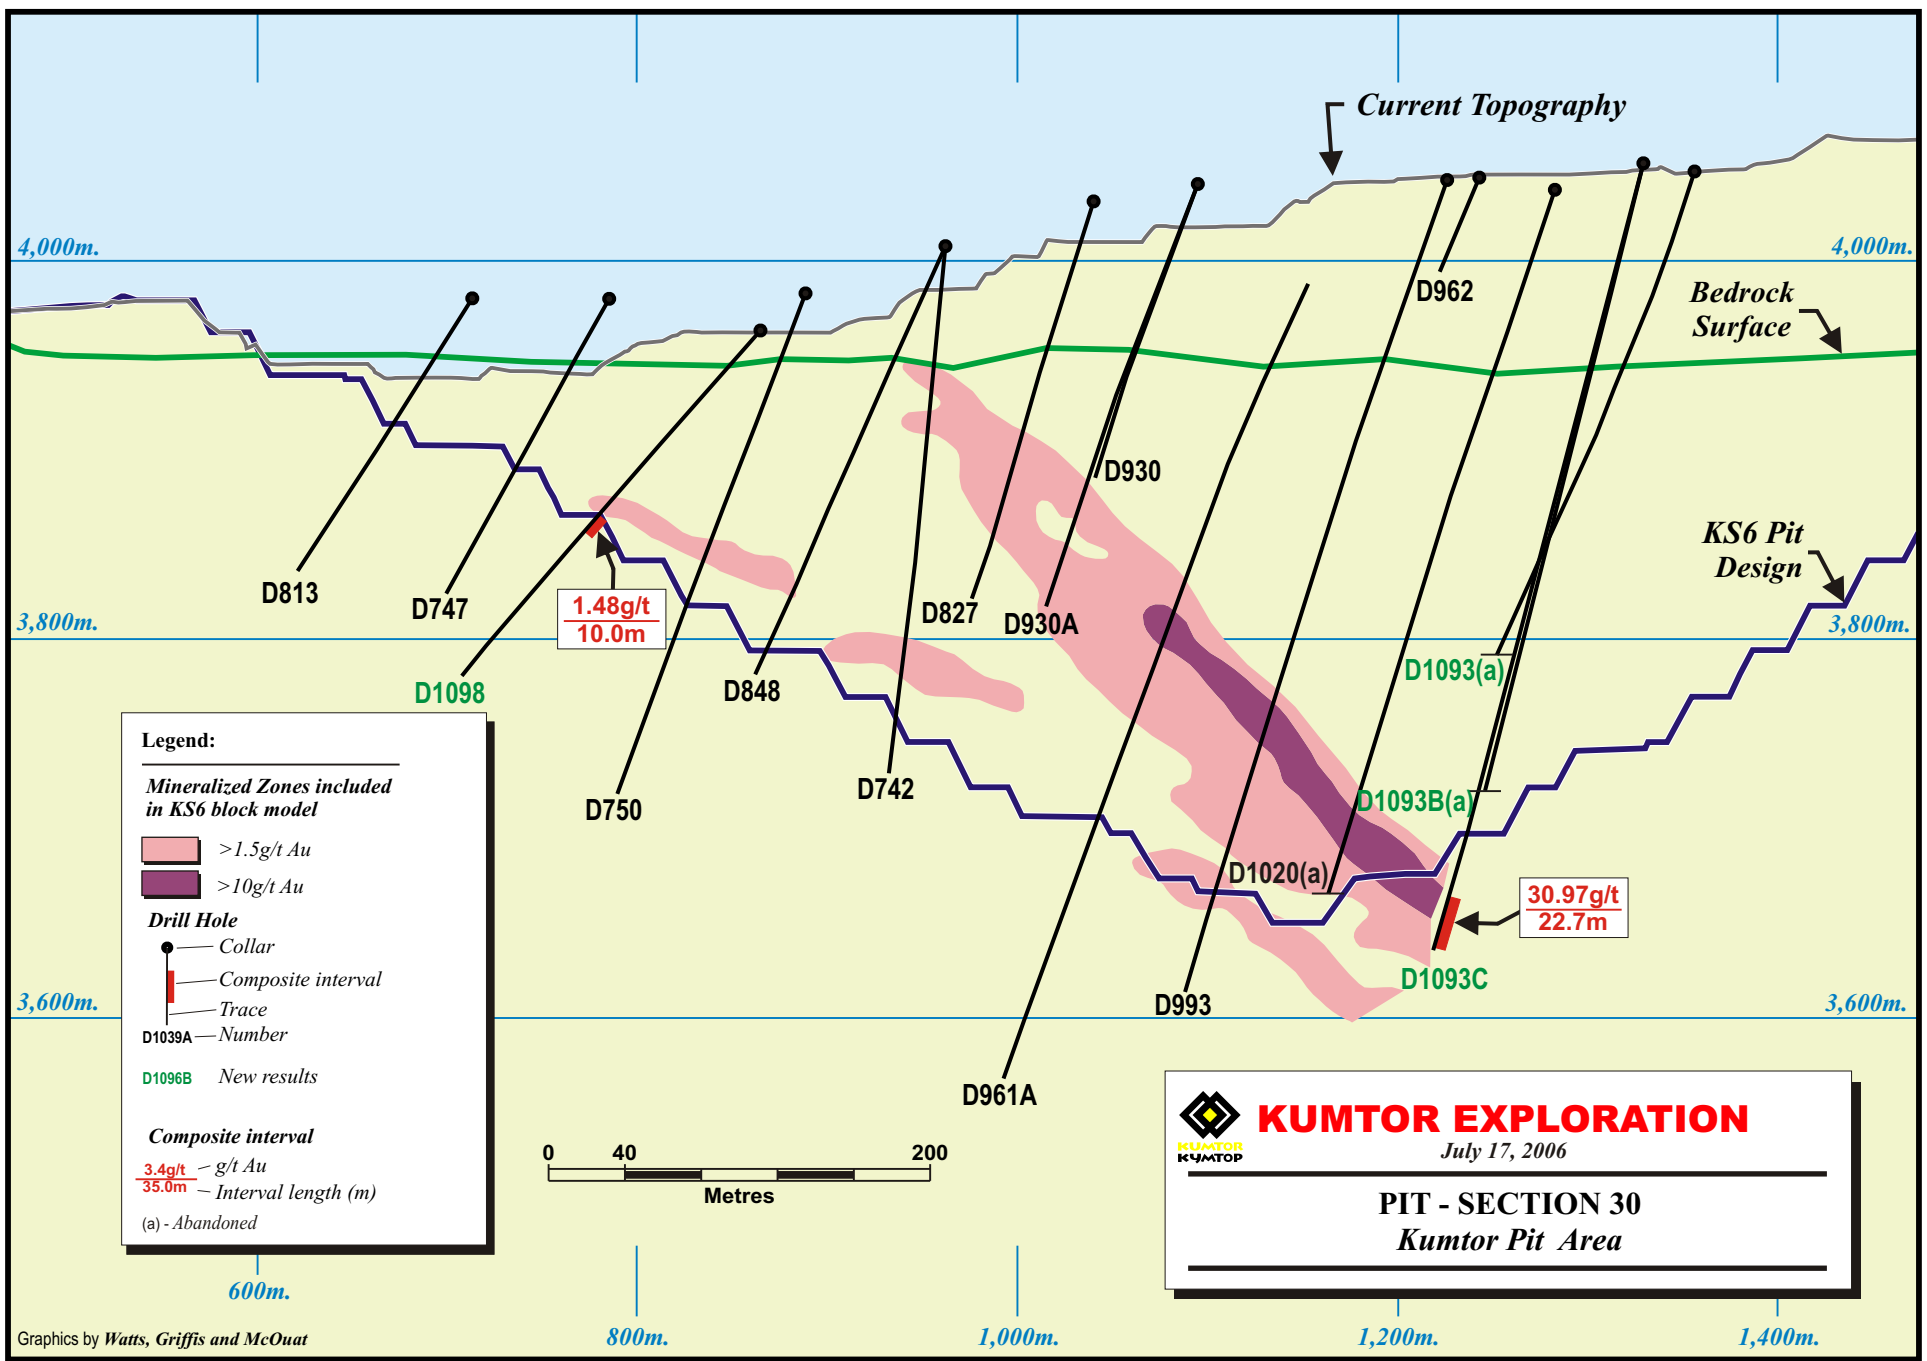 Current Topography
4,000m.
4,000m.
Bedrock
Surface
D962
D930
KS6 Pit
Design
D813
D747
1.48g/t
10.0m
D827
D930A
3,800m.
3,800m.
D1098
D848
D1093(a)
D750
D742
D1093B(a)
D1020(a)
30.97g/t
22.7m
D1093C
D993
3,600m.
3,600m.
D961A
Legend:
Mineralized Zones included
in KS6 block model
>1.5g/t Au
>10g/t Au
Drill Hole
Collar
Composite interval
Trace
D1039A Number
D1096B New results
Composite interval
3.4g/t g/t Au
35.0m Interval length (m)
(a) - Abandoned
0 40 200
Metres
KUMTOR
КУМТОР
KUMTOR EXPLORATION
July 17, 2006
PIT - SECTION 30
Kumtor Pit Area
600m.
800m.
1,000m.
1,200m.
1,400m.
Graphics by Watts, Griffis and McOuat